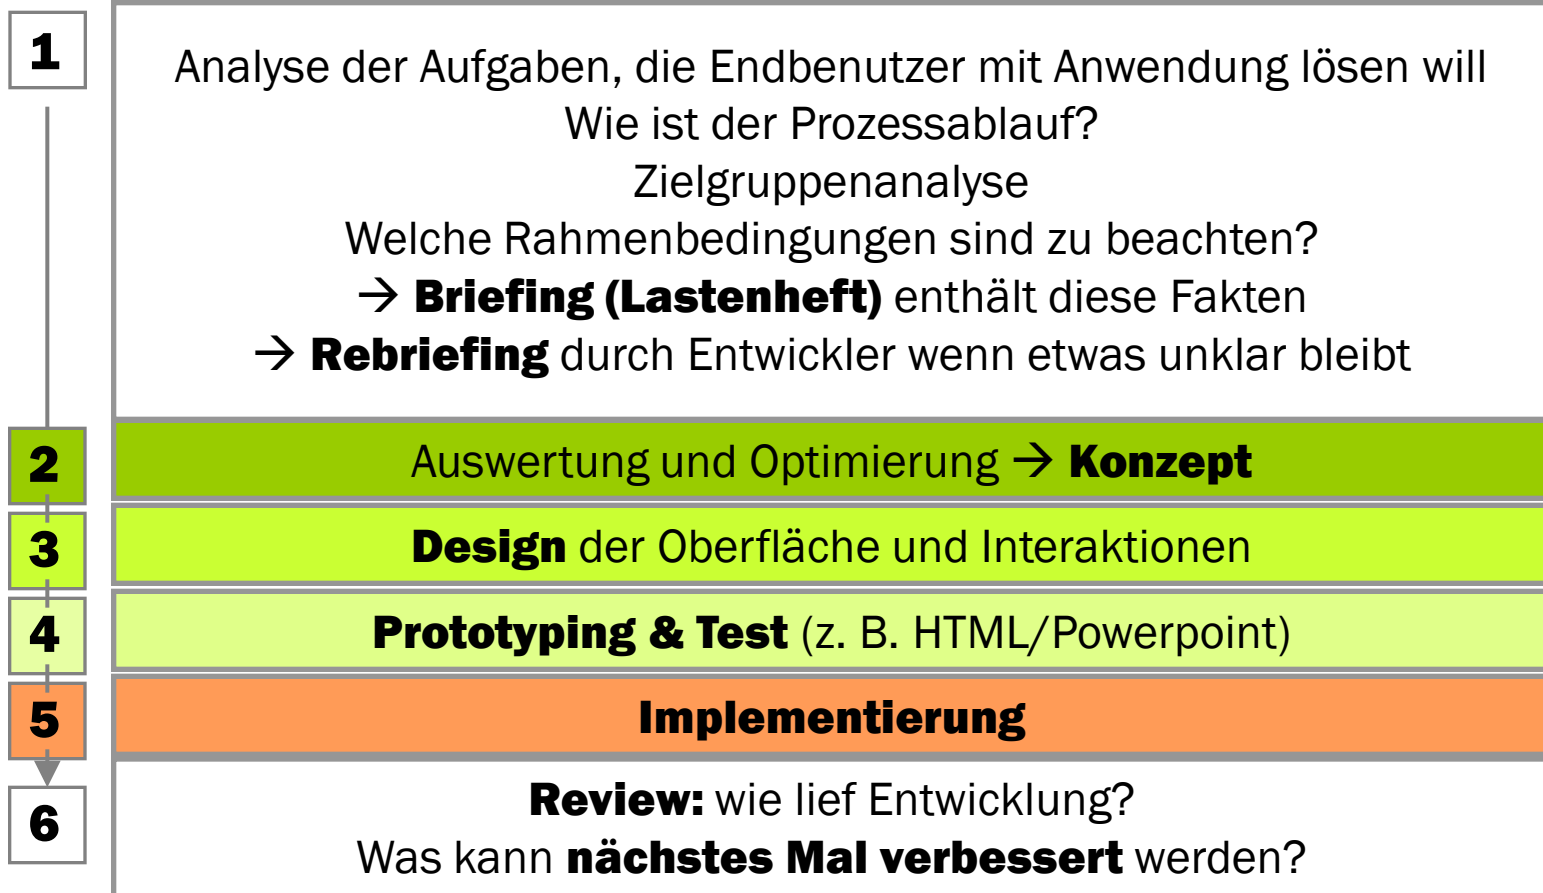 1
Analyse der Aufgaben, die Endbenutzer mit Anwendung lösen will
Wie ist der Prozessablauf?
Zielgruppenanalyse
Welche Rahmenbedingungen sind zu beachten?
→ Briefing (Lastenheft) enthält diese Fakten
→ Rebriefing durch Entwickler wenn etwas unklar bleibt
2
Auswertung und Optimierung → Konzept
3
Design der Oberfläche und Interaktionen
4
Prototyping & Test (z. B. HTML/Powerpoint)
5
Implementierung
6
Review: wie lief Entwicklung?
Was kann nächstes Mal verbessert werden?